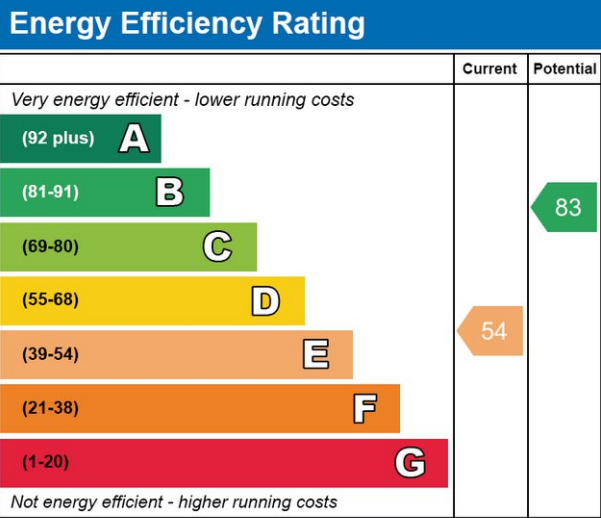 Energy Efficiency Rating
Current Potential
Very energy efficient - lower running costs
(92 plus) A
(81-91) B
83
(69-80) C
(55-68) D
(39-54) E
54
(21-38) F
(1-20) G
Not energy efficient - higher running costs